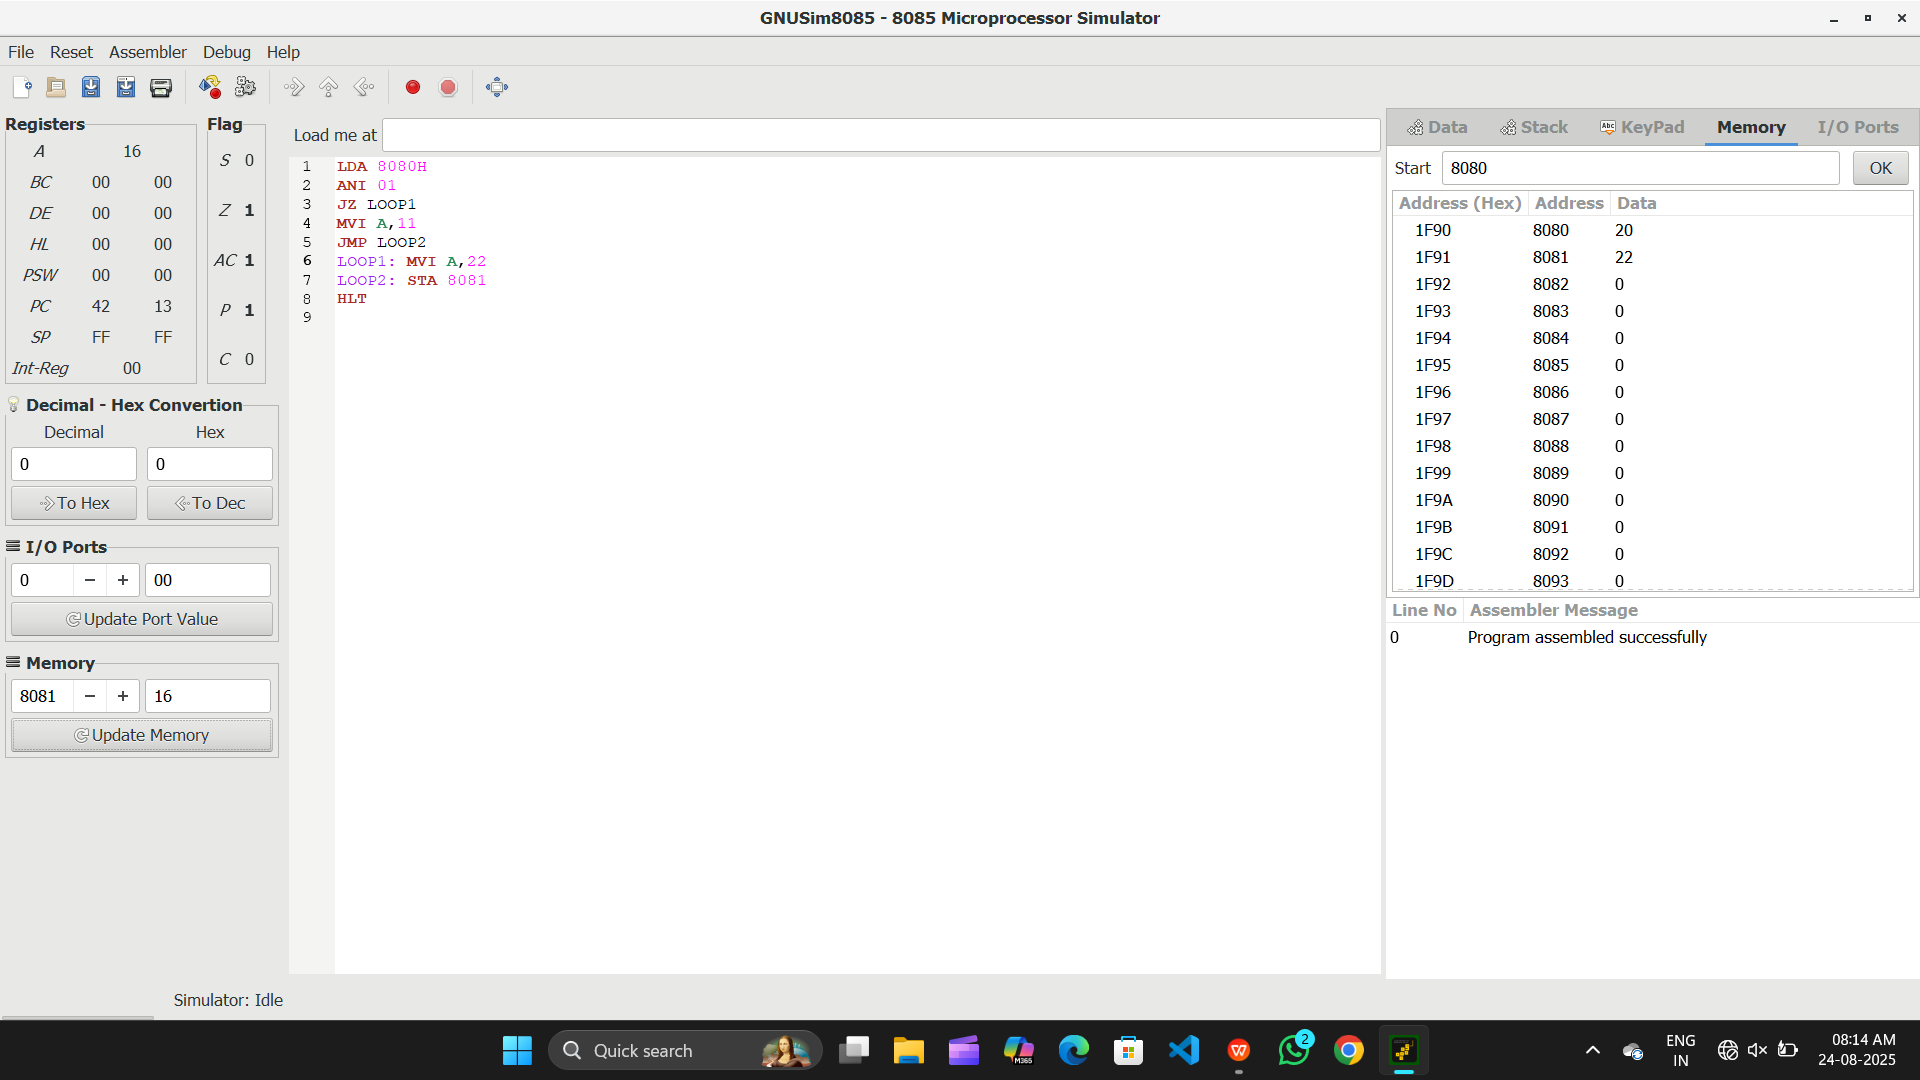 GNUSim8085 - 8085 Microprocessor Simulator
File Reset Assembler Debug Help
Registers
A 16
BC 00 00
DE 00 00
HL 00 00
PSW 00 00
PC 42 13
SP FF FF
Int-Reg 00
Flag
S 0
Z 1
AC 1
P 1
C 0
Decimal - Hex Convertion
Decimal Hex
0 0
To Hex To Dec
I/O Ports
0 − + 00
Update Port Value
Memory
8081 − + 16
Update Memory
Load me at
1 LDA 8080H
2 ANI 01
3 JZ LOOP1
4 MVI A,11
5 JMP LOOP2
6 LOOP1: MVI A,22
7 LOOP2: STA 8081
8 HLT
9
Data Stack Abc KeyPad Memory I/O Ports
Start 8080 OK
Address (Hex) Address Data
1F90 8080 20
1F91 8081 22
1F92 8082 0
1F93 8083 0
1F94 8084 0
1F95 8085 0
1F96 8086 0
1F97 8087 0
1F98 8088 0
1F99 8089 0
1F9A 8090 0
1F9B 8091 0
1F9C 8092 0
1F9D 8093 0
Line No Assembler Message
0 Program assembled successfully
Simulator: Idle
Quick search
M365
2
ENG
IN
08:14 AM
24-08-2025